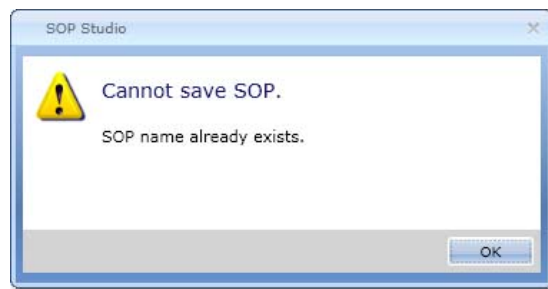 SOP Studio
Cannot save SOP.
SOP name already exists.
OK